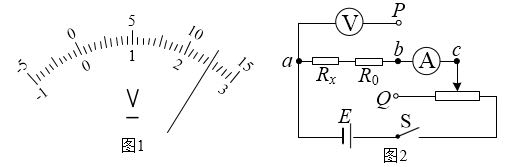 -5 0 5 10 15
-1 0 1 2 3
V
图1
V P
a Rx R0 b A c
Q
E S
图2